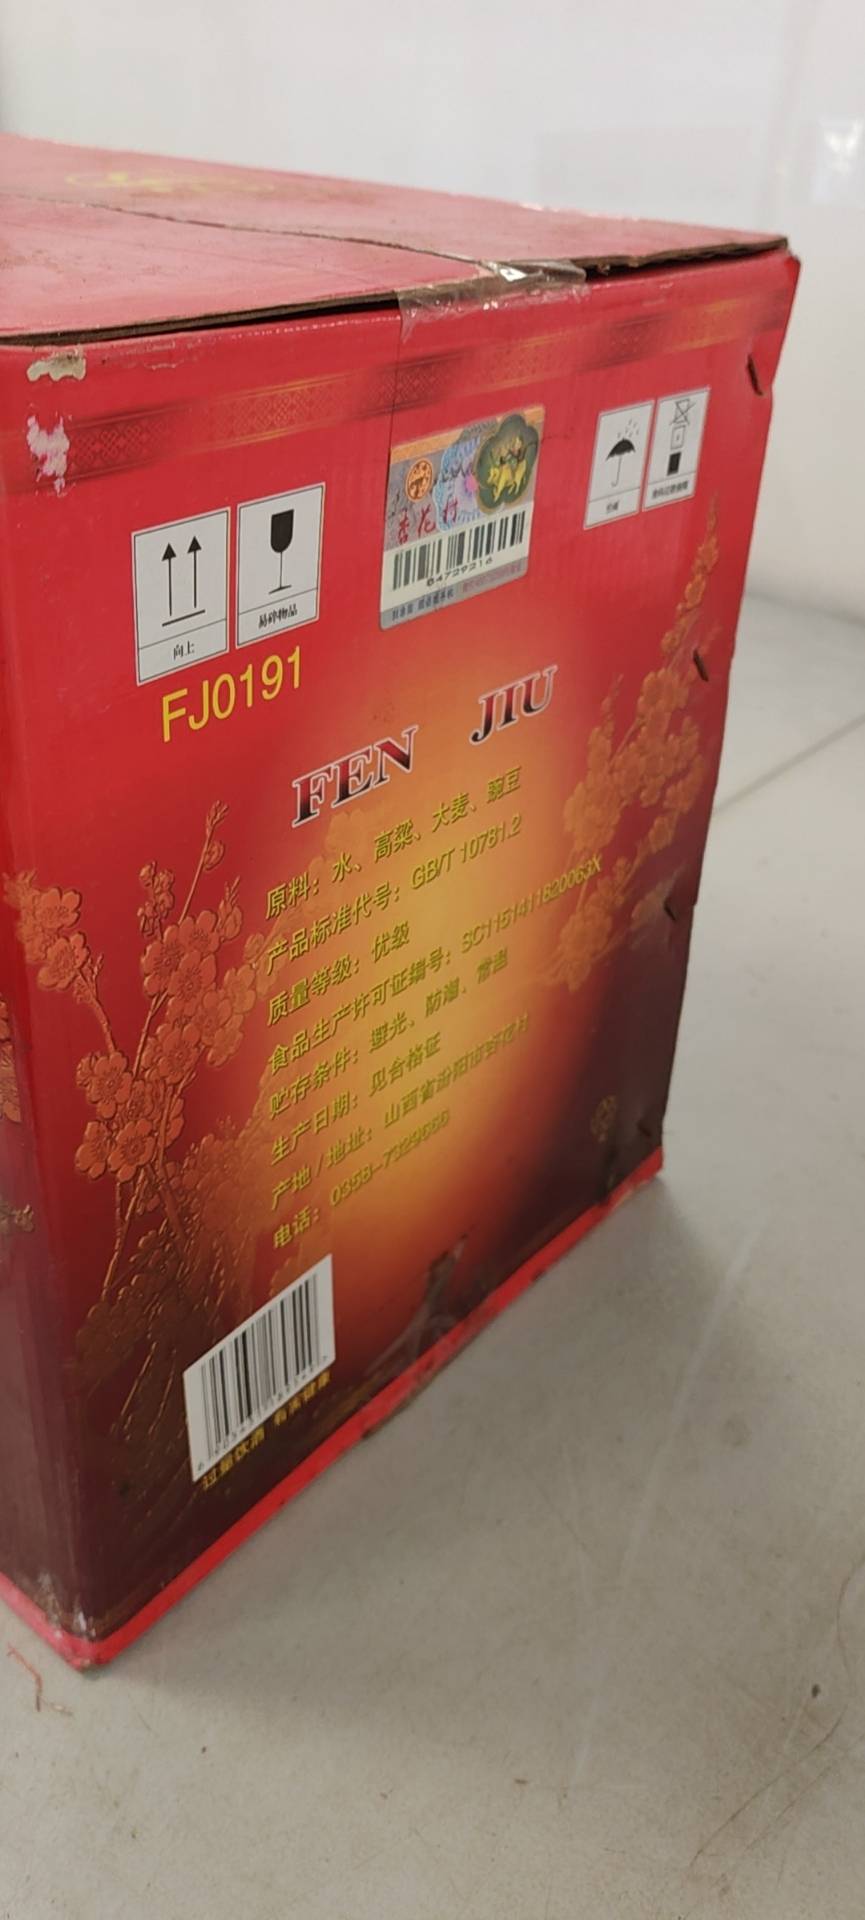 杏花村
04729216
向上
易碎物品
FJ0191
FEN JIU
原料：水、高粱、大麦、豌豆
产品标准代号：GB/T 10781.2
质量等级：优级
食品生产许可证编号：SC1151411820063X
贮存条件：避光、防潮、常温
生产日期：见合格证
产地/地址：山西省汾阳市杏花村
电话：0358-7329666
过量饮酒 有害健康